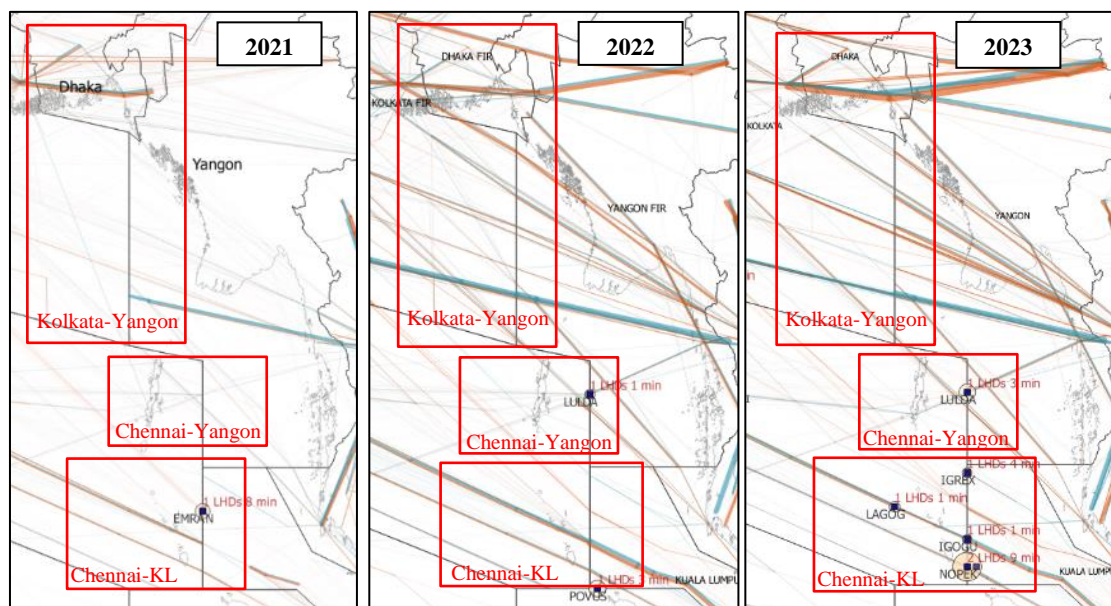 2021
Dhaka
Yangon
Kolkata-Yangon
Chennai-Yangon
1 LHDs 8 min
EMRAN
Chennai-KL
2022
DHAKA FIR
KOLKATA FIR
YANGON FIR
Kolkata-Yangon
1 LHDs 1 min
LULDA
Chennai-Yangon
Chennai-KL
KUALA LUMPU
1 LHDs 3 min
POVUS
2023
DHAKA
KOLKATA
YANGON
Kolkata-Yangon
1 LHDs 3 min
LULDA
Chennai-Yangon
LHDs 4 min
IGREX
1 LHDs 1 min
LAGOG
1 LHDs 1 min
IGOGU
2 LHDs 9 min
NOPEK
KUALA LUMPU
Chennai-KL